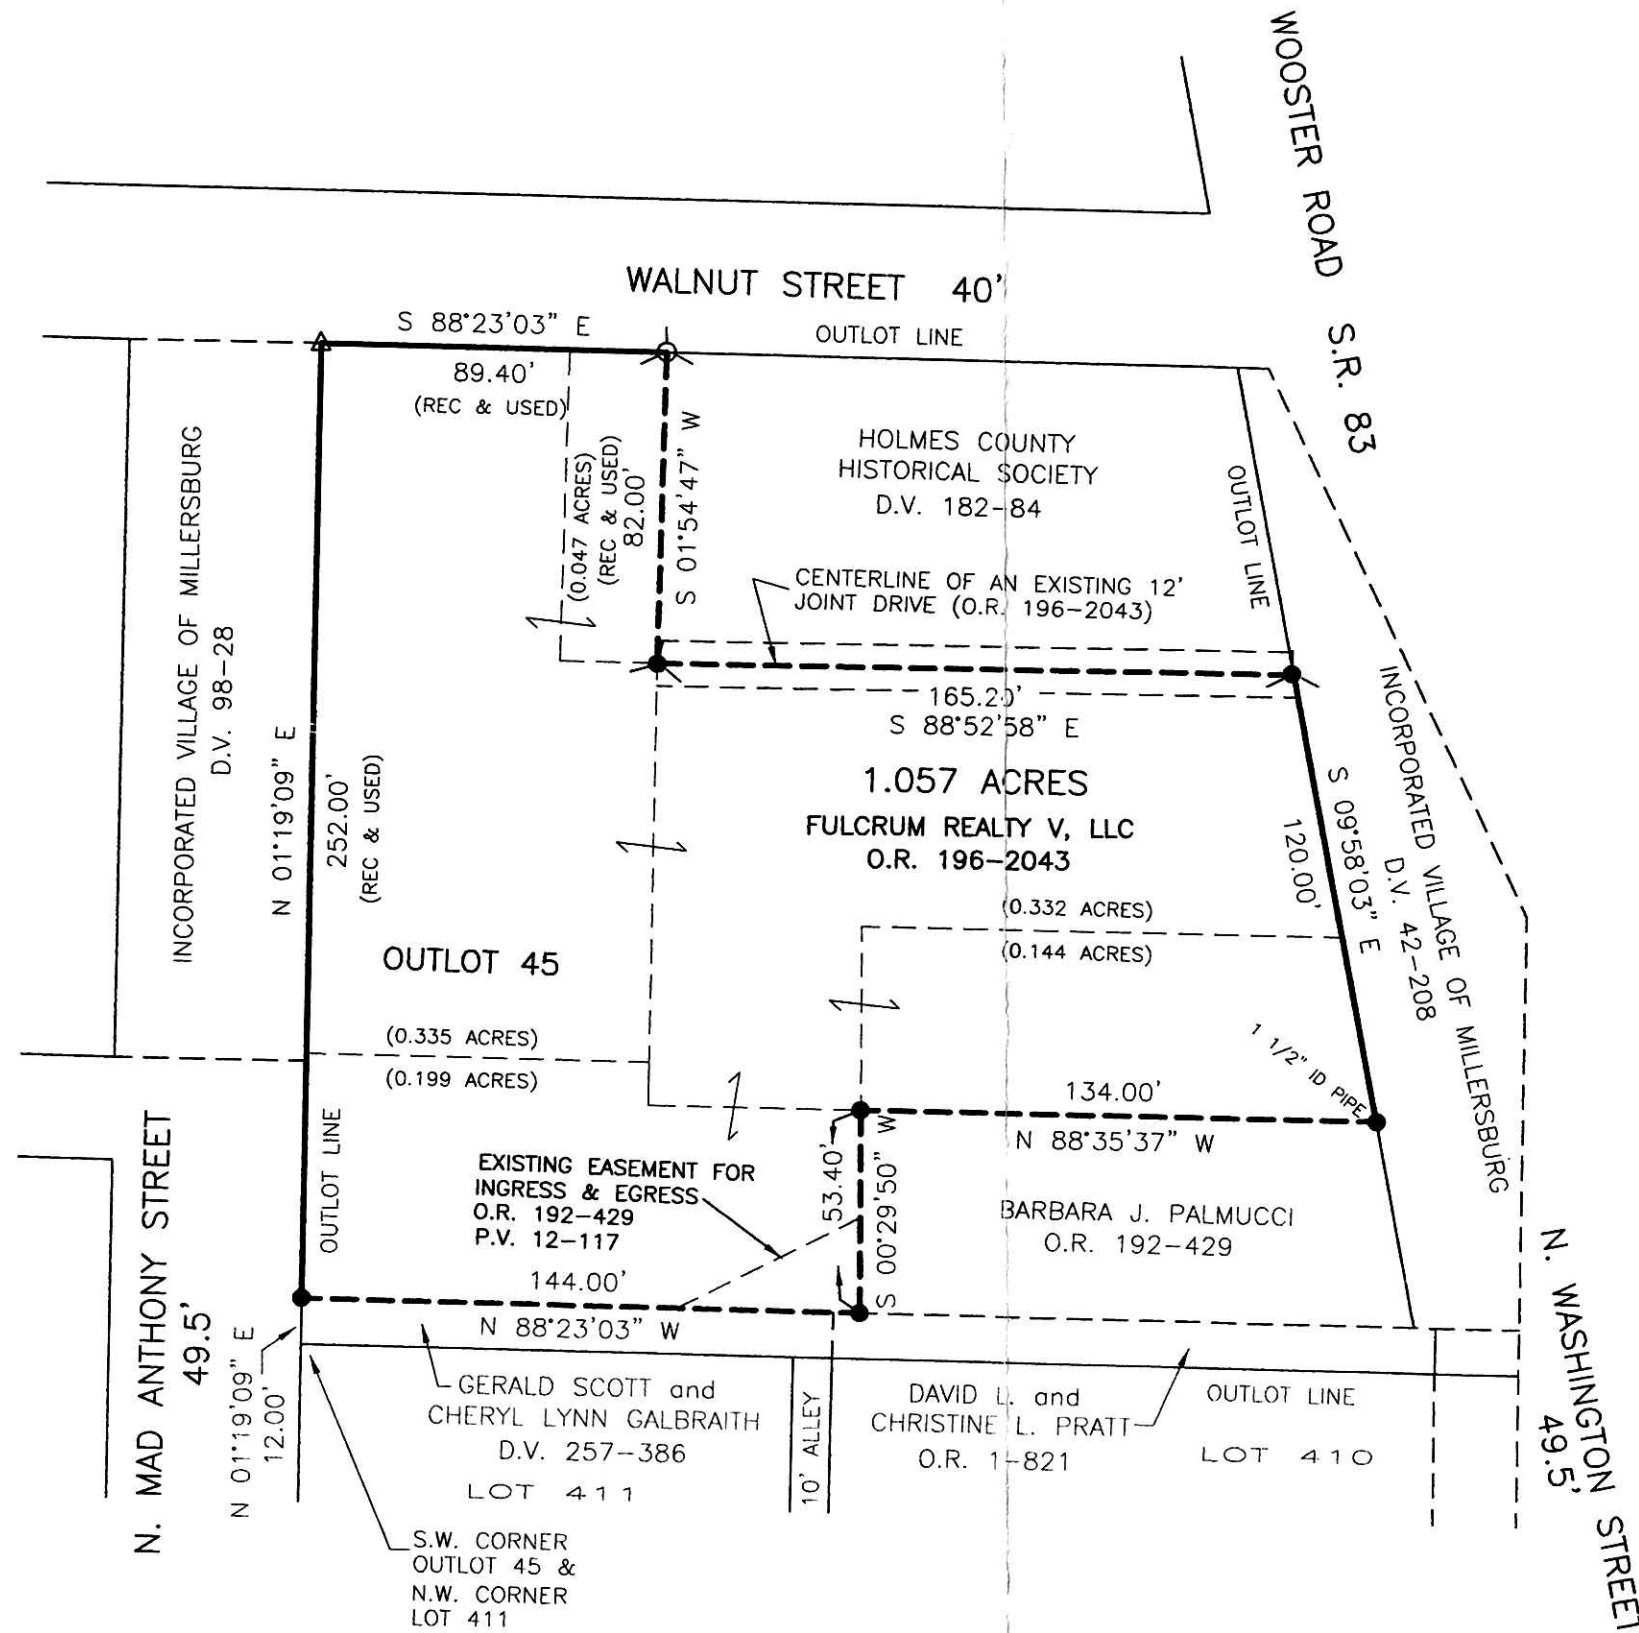 WOOSTER ROAD S.R. 83
WALNUT STREET 40'
S 88°23'03" E
OUTLOT LINE
89.40'
(REC & USED)
(0.047 ACRES)
(REC & USED)
82.00'
S 01°54'47" W
HOLMES COUNTY
HISTORICAL SOCIETY
D.V. 182-84
OUTLOT LINE
INCORPORATED VILLAGE OF MILLERSBURG
D.V. 98-28
CENTERLINE OF AN EXISTING 12'
JOINT DRIVE (O.R. 196-2043)
165.20'
S 88°52'58" E
N 01°19'09" E
252.00'
(REC & USED)
1.057 ACRES
FULCRUM REALTY V, LLC
O.R. 196-2043
S 09°58'03" E
120.00'
INCORPORATED VILLAGE OF MILLERSBURG
D.V. 42-208
(0.332 ACRES)
(0.144 ACRES)
OUTLOT 45
(0.335 ACRES)
(0.199 ACRES)
1 1/2" ID PIPE
134.00'
N 88°35'37" W
OUTLOT LINE
EXISTING EASEMENT FOR
INGRESS & EGRESS
O.R. 192-429
P.V. 12-117
53.40'
S 00°29'50" W
BARBARA J. PALMUCCI
O.R. 192-429
144.00'
N 88°23'03" W
N. MAD ANTHONY STREET
49.5'
N 01°19'09" E
12.00'
GERALD SCOTT and
CHERYL LYNN GALBRAITH
D.V. 257-386
LOT 411
10' ALLEY
DAVID L. and
CHRISTINE L. PRATT
O.R. 1-821
OUTLOT LINE
LOT 410
N. WASHINGTON STREET
49.5'
S.W. CORNER
OUTLOT 45 &
N.W. CORNER
LOT 411